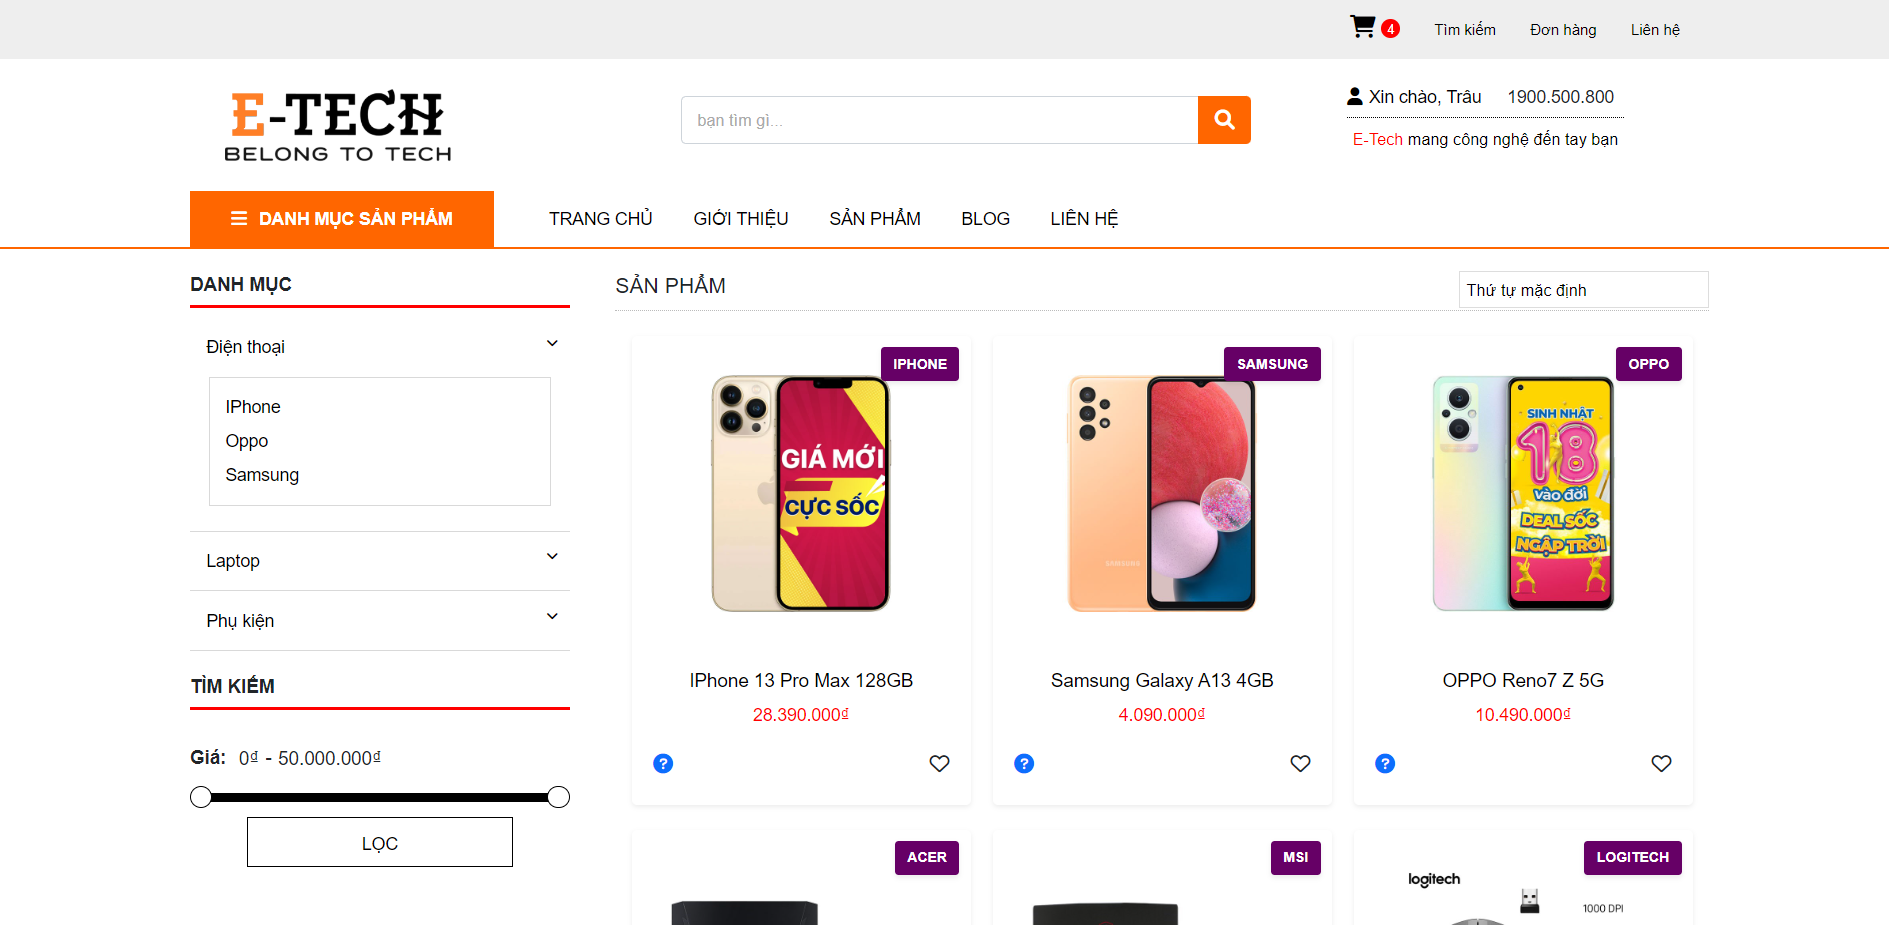 4 Tìm kiếm Đơn hàng Liên hệ
E-TECH
BELONG TO TECH
bạn tìm gì...
Xin chào, Trâu 1900.500.800
E-Tech mang công nghệ đến tay bạn
DANH MỤC SẢN PHẨM
TRANG CHỦ GIỚI THIỆU SẢN PHẨM BLOG LIÊN HỆ
DANH MỤC
Điện thoại
IPhone
Oppo
Samsung
Laptop
Phụ kiện
TÌM KIẾM
Giá: 0₫ - 50.000.000₫
LỌC
SẢN PHẨM
Thứ tự mặc định
IPHONE
GIÁ MỚI
CỰC SỐC
IPhone 13 Pro Max 128GB
28.390.000₫
?
SAMSUNG
SAMSUNG
Samsung Galaxy A13 4GB
4.090.000₫
?
OPPO
SINH NHẬT
18
Vào đời
DEAL SỐC
NGẬP TRỜI
OPPO Reno7 Z 5G
10.490.000₫
?
ACER
MSI
LOGITECH
logitech
1000 DPI